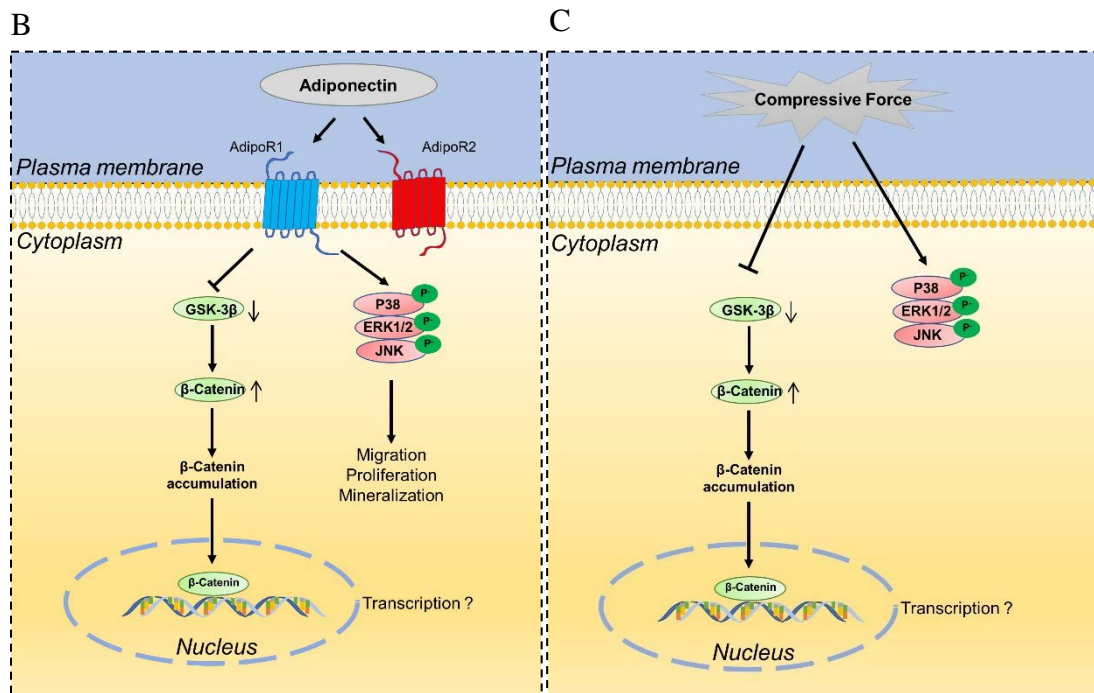 B
Adiponectin
AdipoR1
AdipoR2
Plasma membrane
Cytoplasm
GSK-3β ↓
P38
P-
ERK1/2
P-
JNK
P-
β-Catenin ↑
Migration
Proliferation
Mineralization
β-Catenin
accumulation
β-Catenin
Transcription ?
Nucleus
C
Compressive Force
Plasma membrane
Cytoplasm
GSK-3β ↓
P38
P-
ERK1/2
P-
JNK
P-
β-Catenin ↑
β-Catenin
accumulation
β-Catenin
Transcription ?
Nucleus